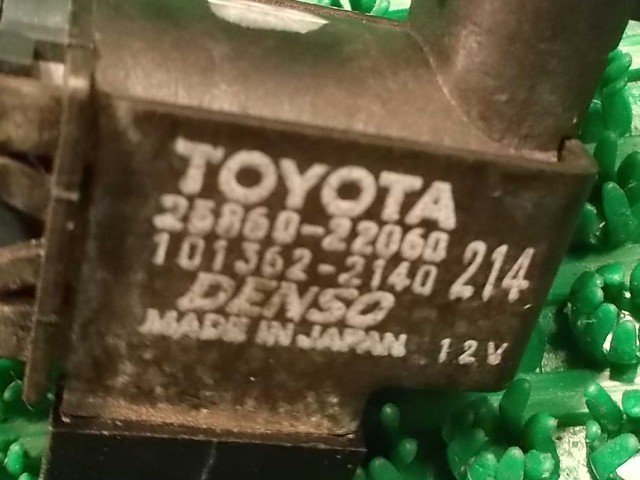 TOYOTA
25860-22060
101362-2140 214
DENSO
MADE IN JAPAN 12V